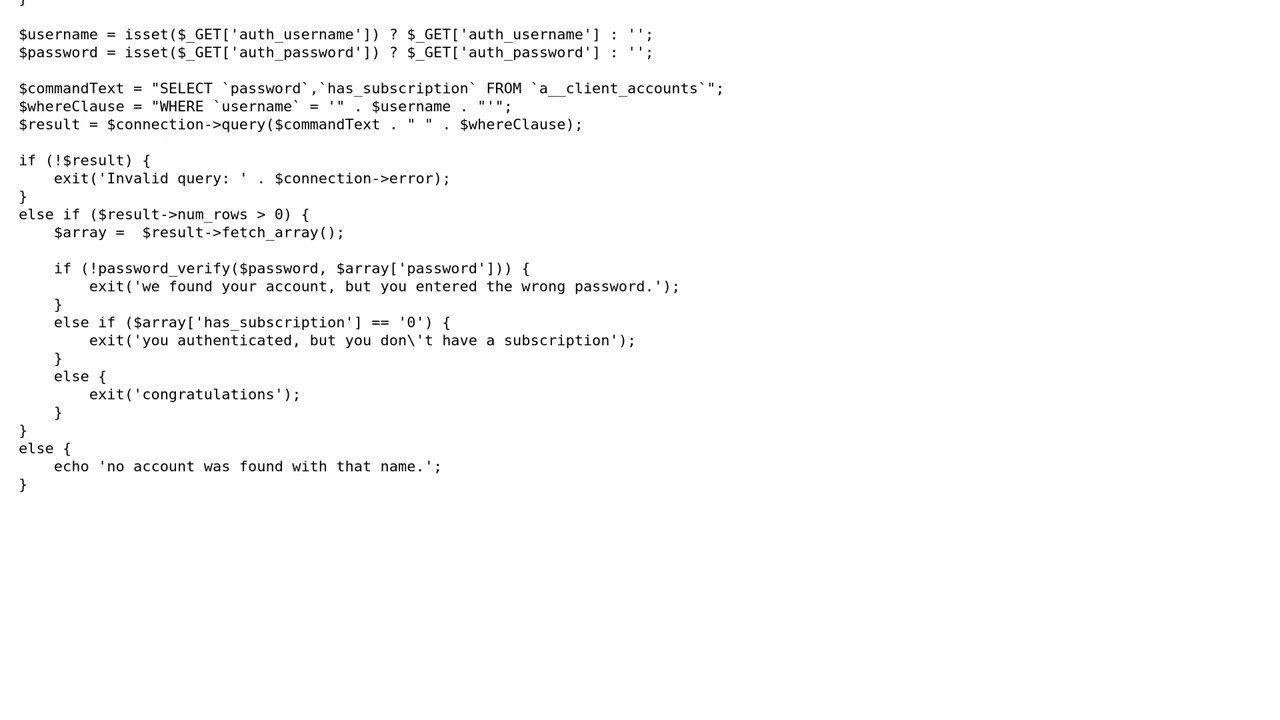 }
$username = isset($_GET['auth_username']) ? $_GET['auth_username'] : '';
$password = isset($_GET['auth_password']) ? $_GET['auth_password'] : '';

$commandText = "SELECT `password`,`has_subscription` FROM `a__client_accounts`";
$whereClause = "WHERE `username` = '" . $username . "'";
$result = $connection->query($commandText . " " . $whereClause);

if (!$result) {
    exit('Invalid query: ' . $connection->error);
}
else if ($result->num_rows > 0) {
    $array =  $result->fetch_array();

    if (!password_verify($password, $array['password'])) {
        exit('we found your account, but you entered the wrong password.');
    }
    else if ($array['has_subscription'] == '0') {
        exit('you authenticated, but you don\'t have a subscription');
    }
    else {
        exit('congratulations');
    }
}
else {
    echo 'no account was found with that name.';
}